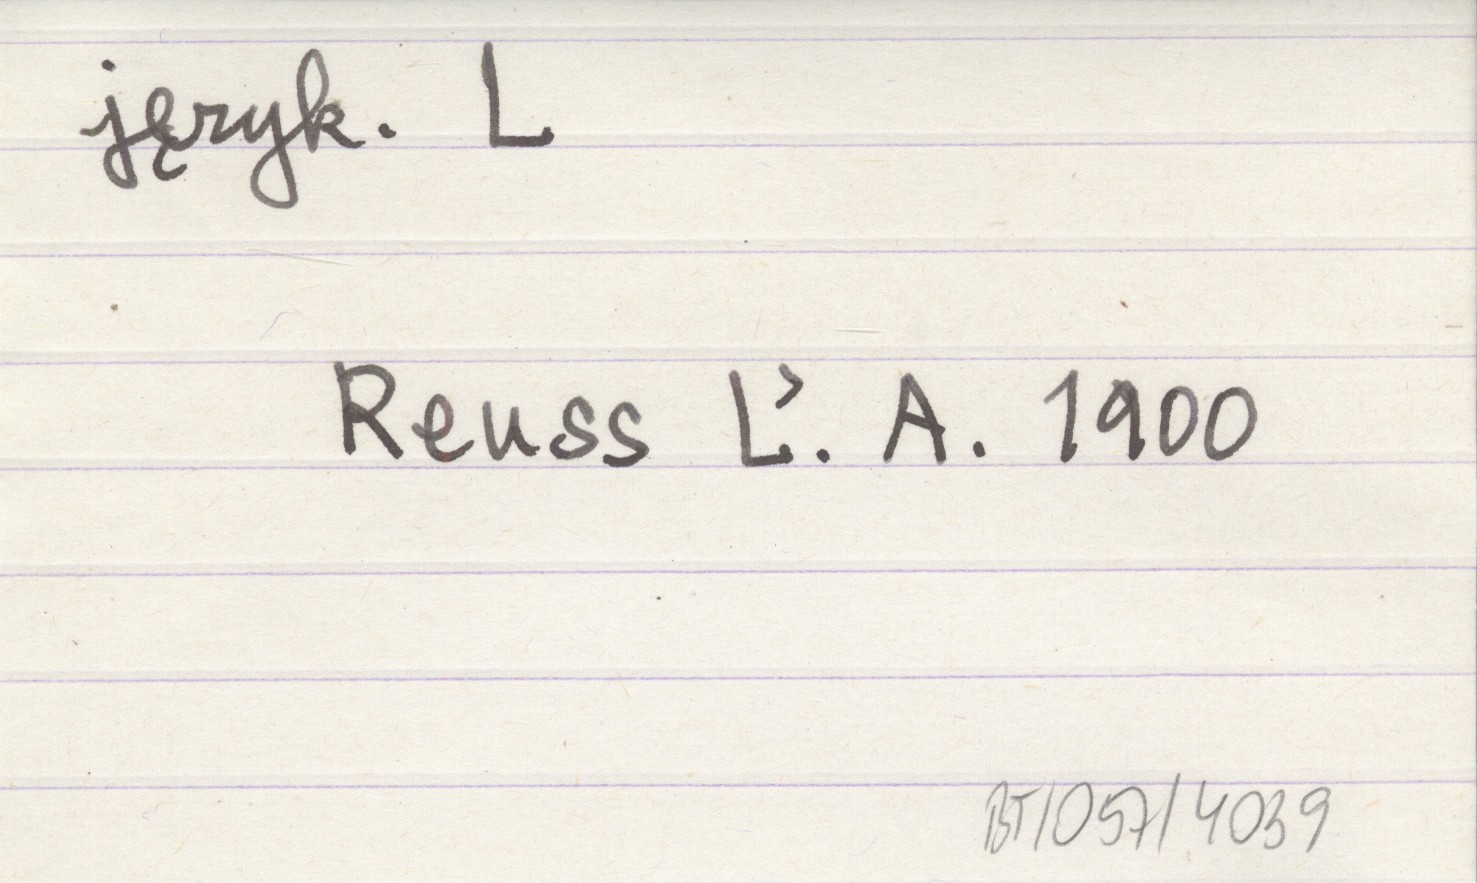 język. L
Reuss Ľ. A. 1900
BT/057/4039